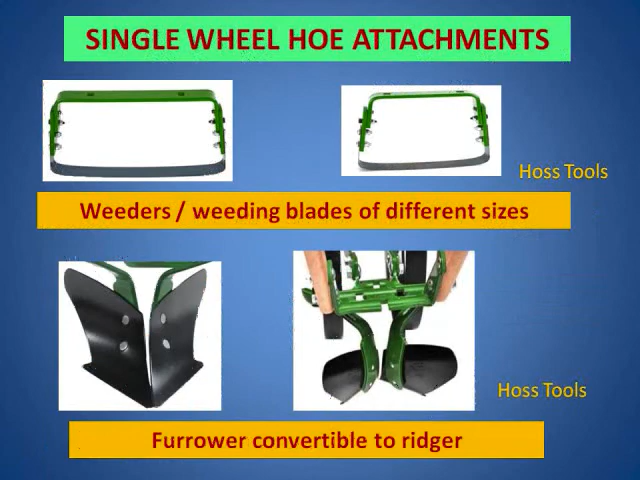 SINGLE WHEEL HOE ATTACHMENTS
Hoss Tools
Weeders / weeding blades of different sizes
Hoss Tools
Furrower convertible to ridger